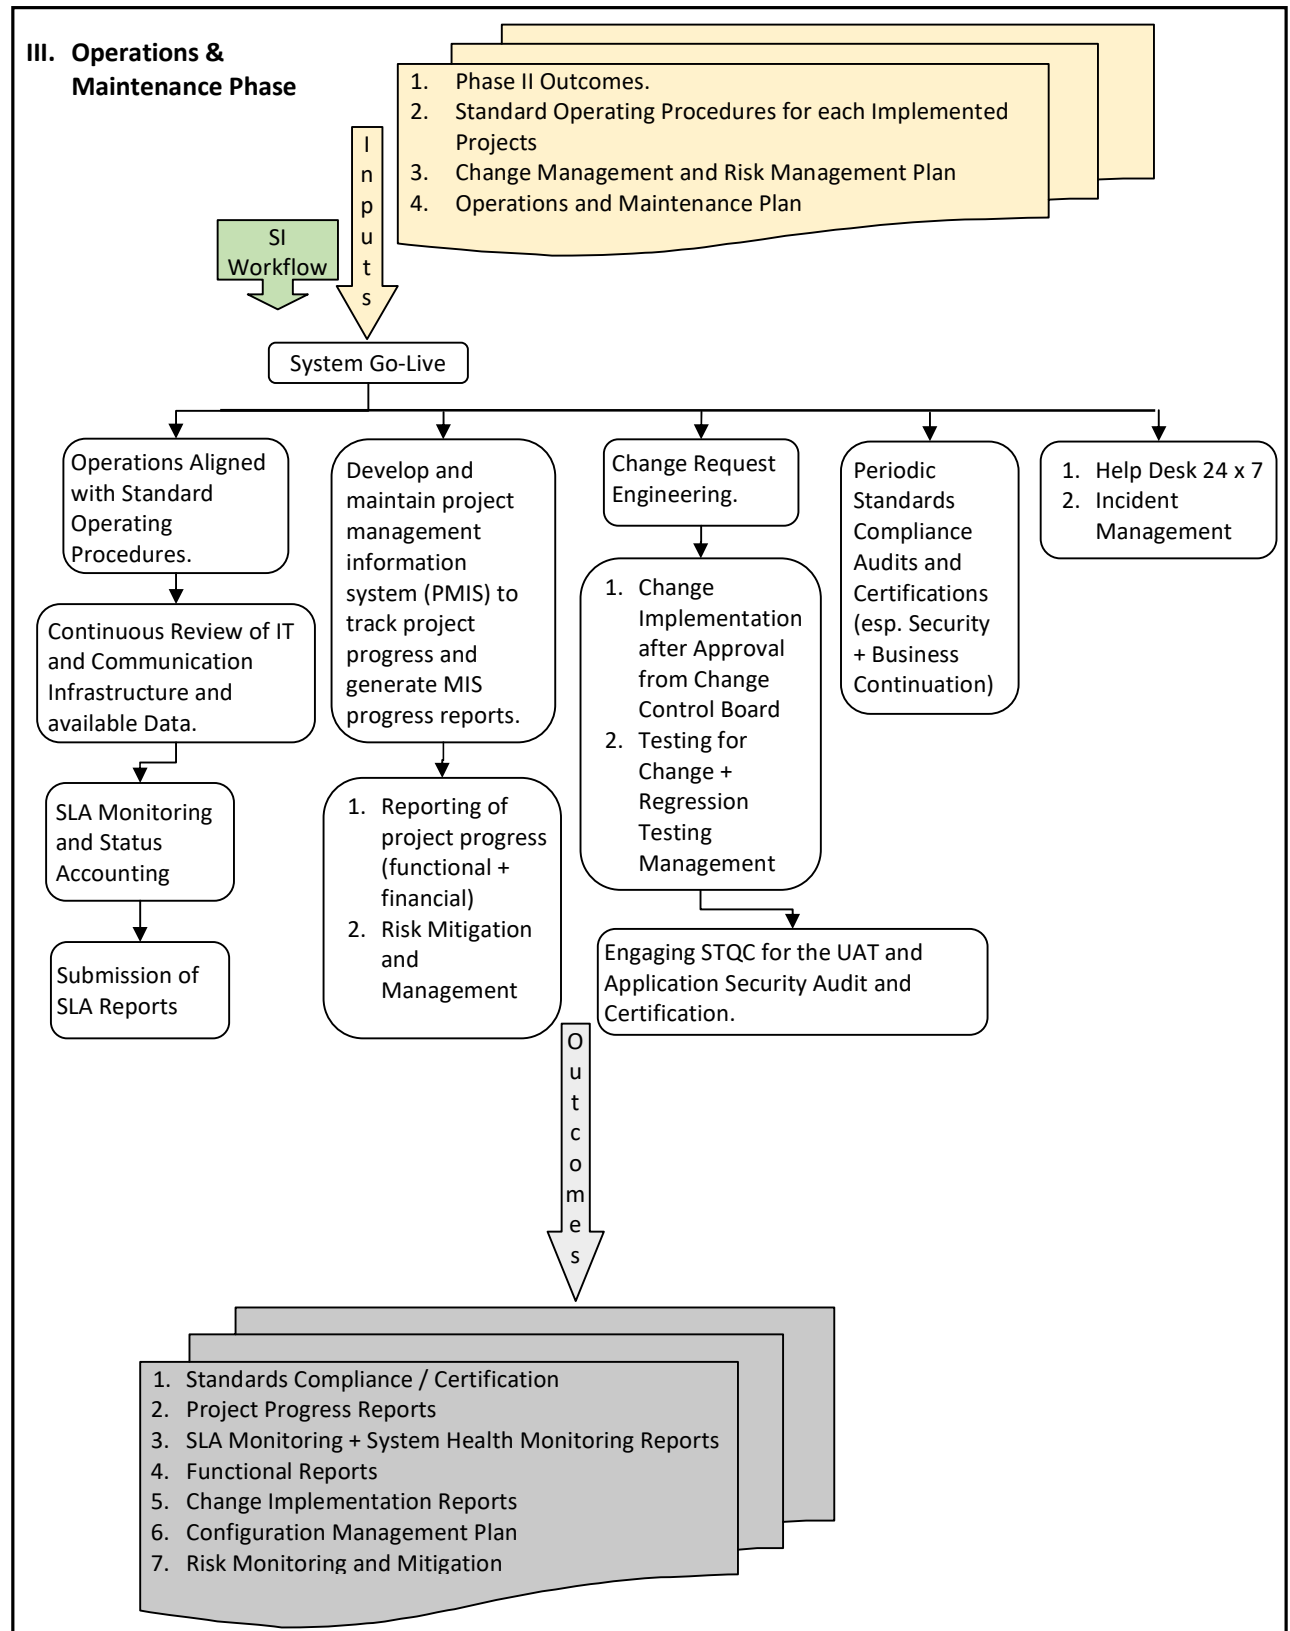 III. Operations &
Maintenance Phase
1. Phase II Outcomes.
2. Standard Operating Procedures for each Implemented
Projects
3. Change Management and Risk Management Plan
4. Operations and Maintenance Plan
Inputs
SI
Workflow
System Go-Live
Operations Aligned
with Standard
Operating
Procedures.
Continuous Review of IT
and Communication
Infrastructure and
available Data.
SLA Monitoring
and Status
Accounting
Submission of
SLA Reports
Develop and
maintain project
management
information
system (PMIS) to
track project
progress and
generate MIS
progress reports.
1. Reporting of
project progress
(functional +
financial)
2. Risk Mitigation
and
Management
Change Request
Engineering.
1. Change
Implementation
after Approval
from Change
Control Board
2. Testing for
Change +
Regression
Testing
Management
Engaging STQC for the UAT and
Application Security Audit and
Certification.
Periodic
Standards
Compliance
Audits and
Certifications
(esp. Security
+ Business
Continuation)
1. Help Desk 24 x 7
2. Incident
Management
Outcomes
1. Standards Compliance / Certification
2. Project Progress Reports
3. SLA Monitoring + System Health Monitoring Reports
4. Functional Reports
5. Change Implementation Reports
6. Configuration Management Plan
7. Risk Monitoring and Mitigation